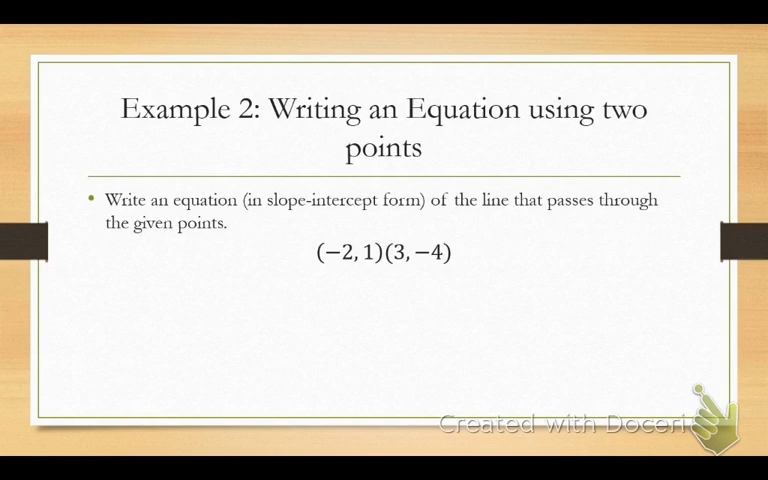 Example 2: Writing an Equation using two
points
• Write an equation (in slope-intercept form) of the line that passes through
the given points.
(−2, 1)(3, −4)
Created with Doceri